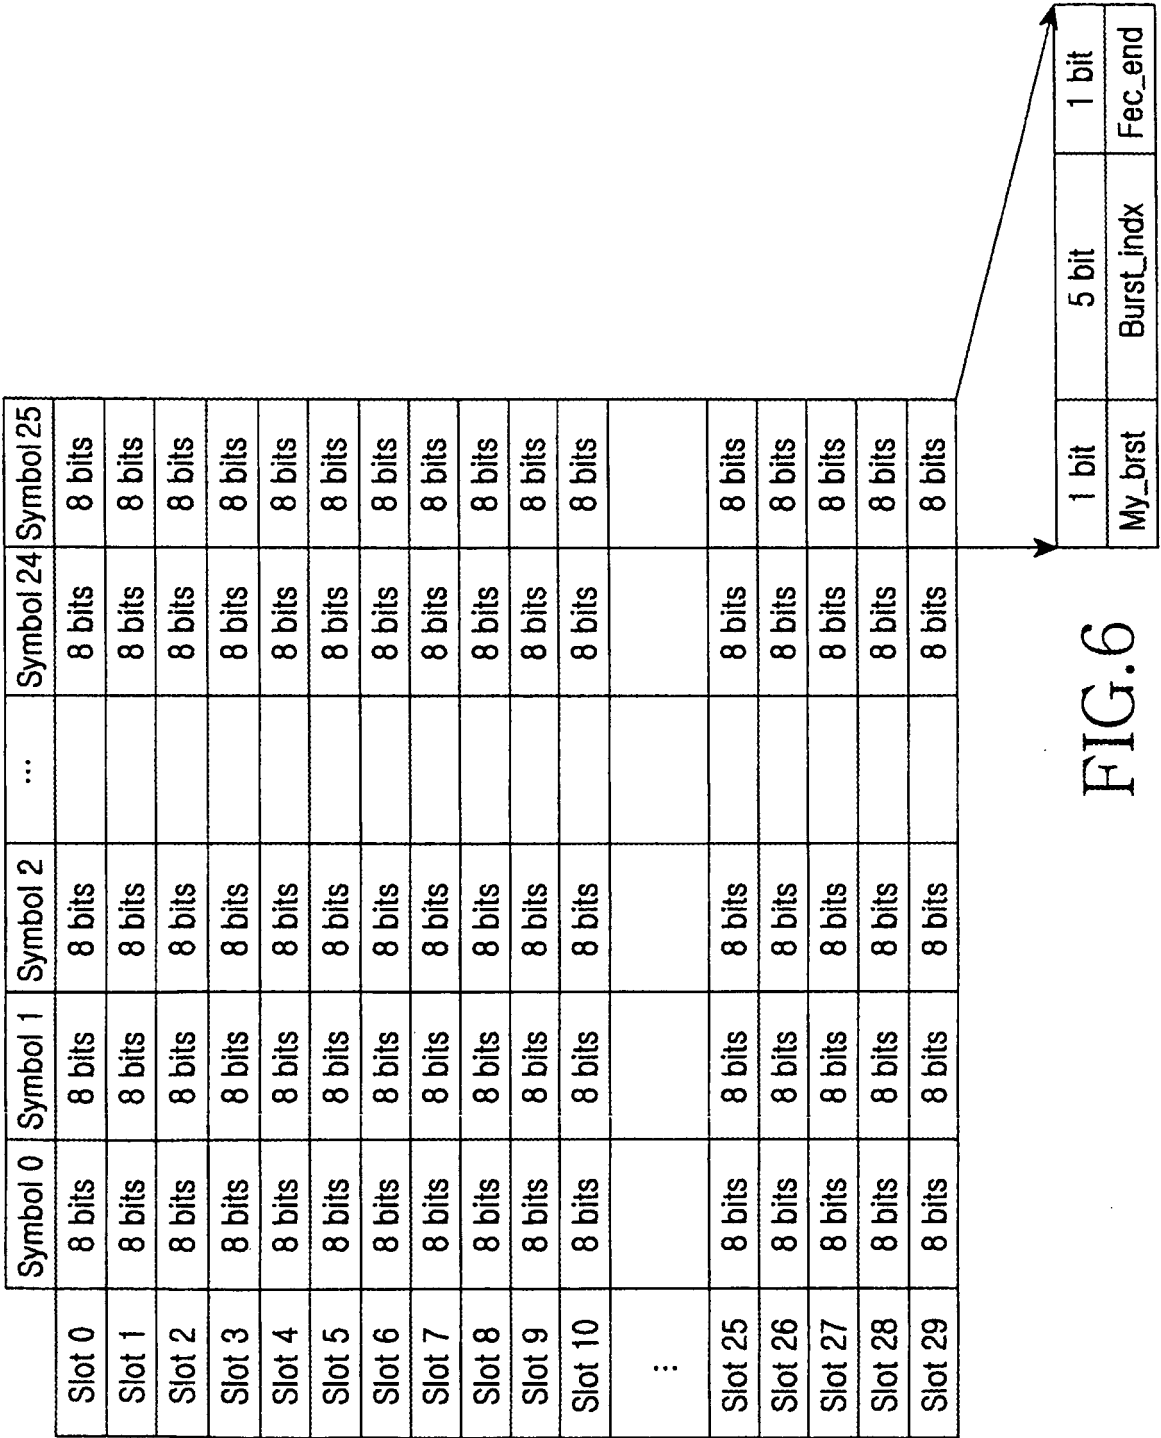 Symbol 0 Symbol 1 Symbol 2 ... Symbol 24 Symbol 25
Slot 0 8 bits 8 bits 8 bits 8 bits 8 bits
Slot 1 8 bits 8 bits 8 bits 8 bits 8 bits
Slot 2 8 bits 8 bits 8 bits 8 bits 8 bits
Slot 3 8 bits 8 bits 8 bits 8 bits 8 bits
Slot 4 8 bits 8 bits 8 bits 8 bits 8 bits
Slot 5 8 bits 8 bits 8 bits 8 bits 8 bits
Slot 6 8 bits 8 bits 8 bits 8 bits 8 bits
Slot 7 8 bits 8 bits 8 bits 8 bits 8 bits
Slot 8 8 bits 8 bits 8 bits 8 bits 8 bits
Slot 9 8 bits 8 bits 8 bits 8 bits 8 bits
Slot 10 8 bits 8 bits 8 bits 8 bits 8 bits
...
Slot 25 8 bits 8 bits 8 bits 8 bits 8 bits
Slot 26 8 bits 8 bits 8 bits 8 bits 8 bits
Slot 27 8 bits 8 bits 8 bits 8 bits 8 bits
Slot 28 8 bits 8 bits 8 bits 8 bits 8 bits
Slot 29 8 bits 8 bits 8 bits 8 bits 8 bits
1 bit 5 bit 1 bit
My_brst Burst_indx Fec_end
FIG.6